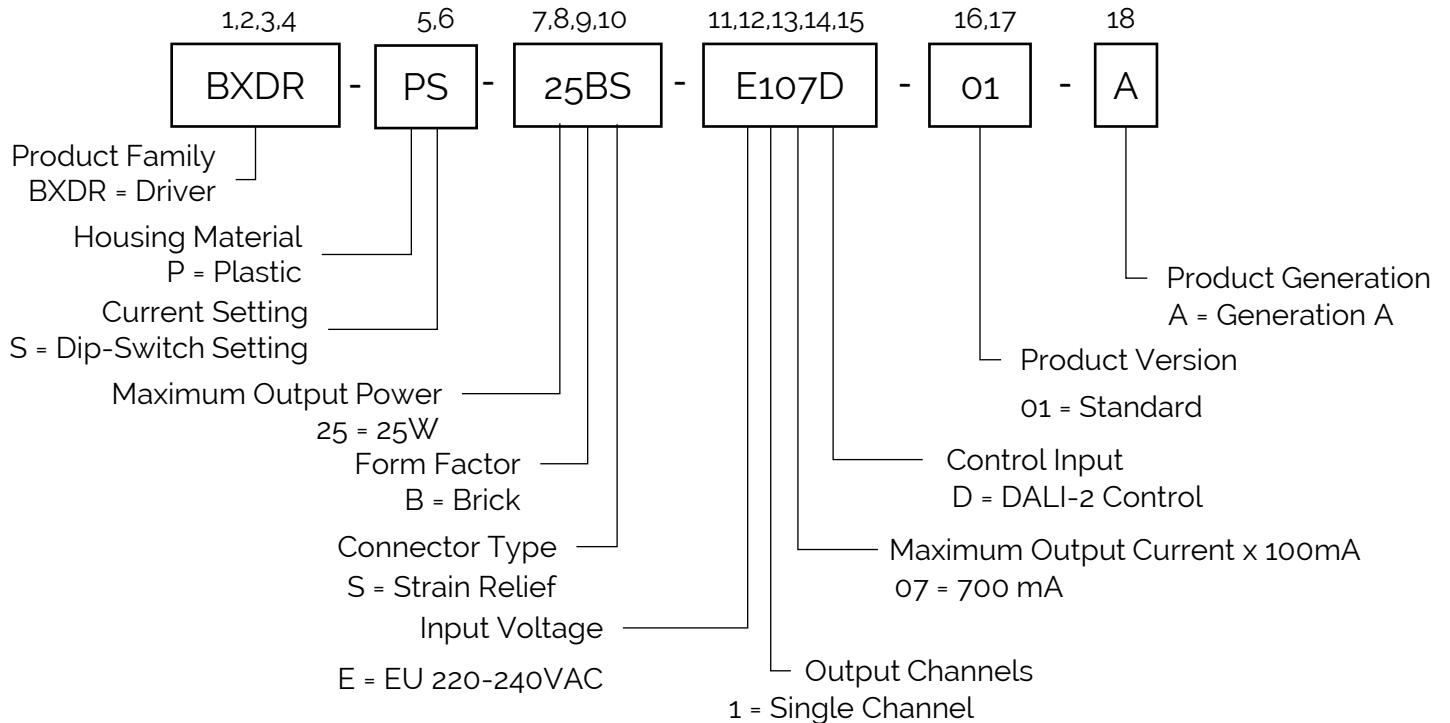 1,2,3,4 5,6 7,8,9,10 11,12,13,14,15 16,17 18
BXDR - PS - 25BS - E107D - 01 - A
Product Family
BXDR = Driver
Housing Material
P = Plastic
Current Setting
S = Dip-Switch Setting
Maximum Output Power
25 = 25W
Form Factor
B = Brick
Connector Type
S = Strain Relief
Input Voltage
E = EU 220-240VAC
Output Channels
1 = Single Channel
Maximum Output Current x 100mA
07 = 700 mA
Control Input
D = DALI-2 Control
Product Version
01 = Standard
Product Generation
A = Generation A